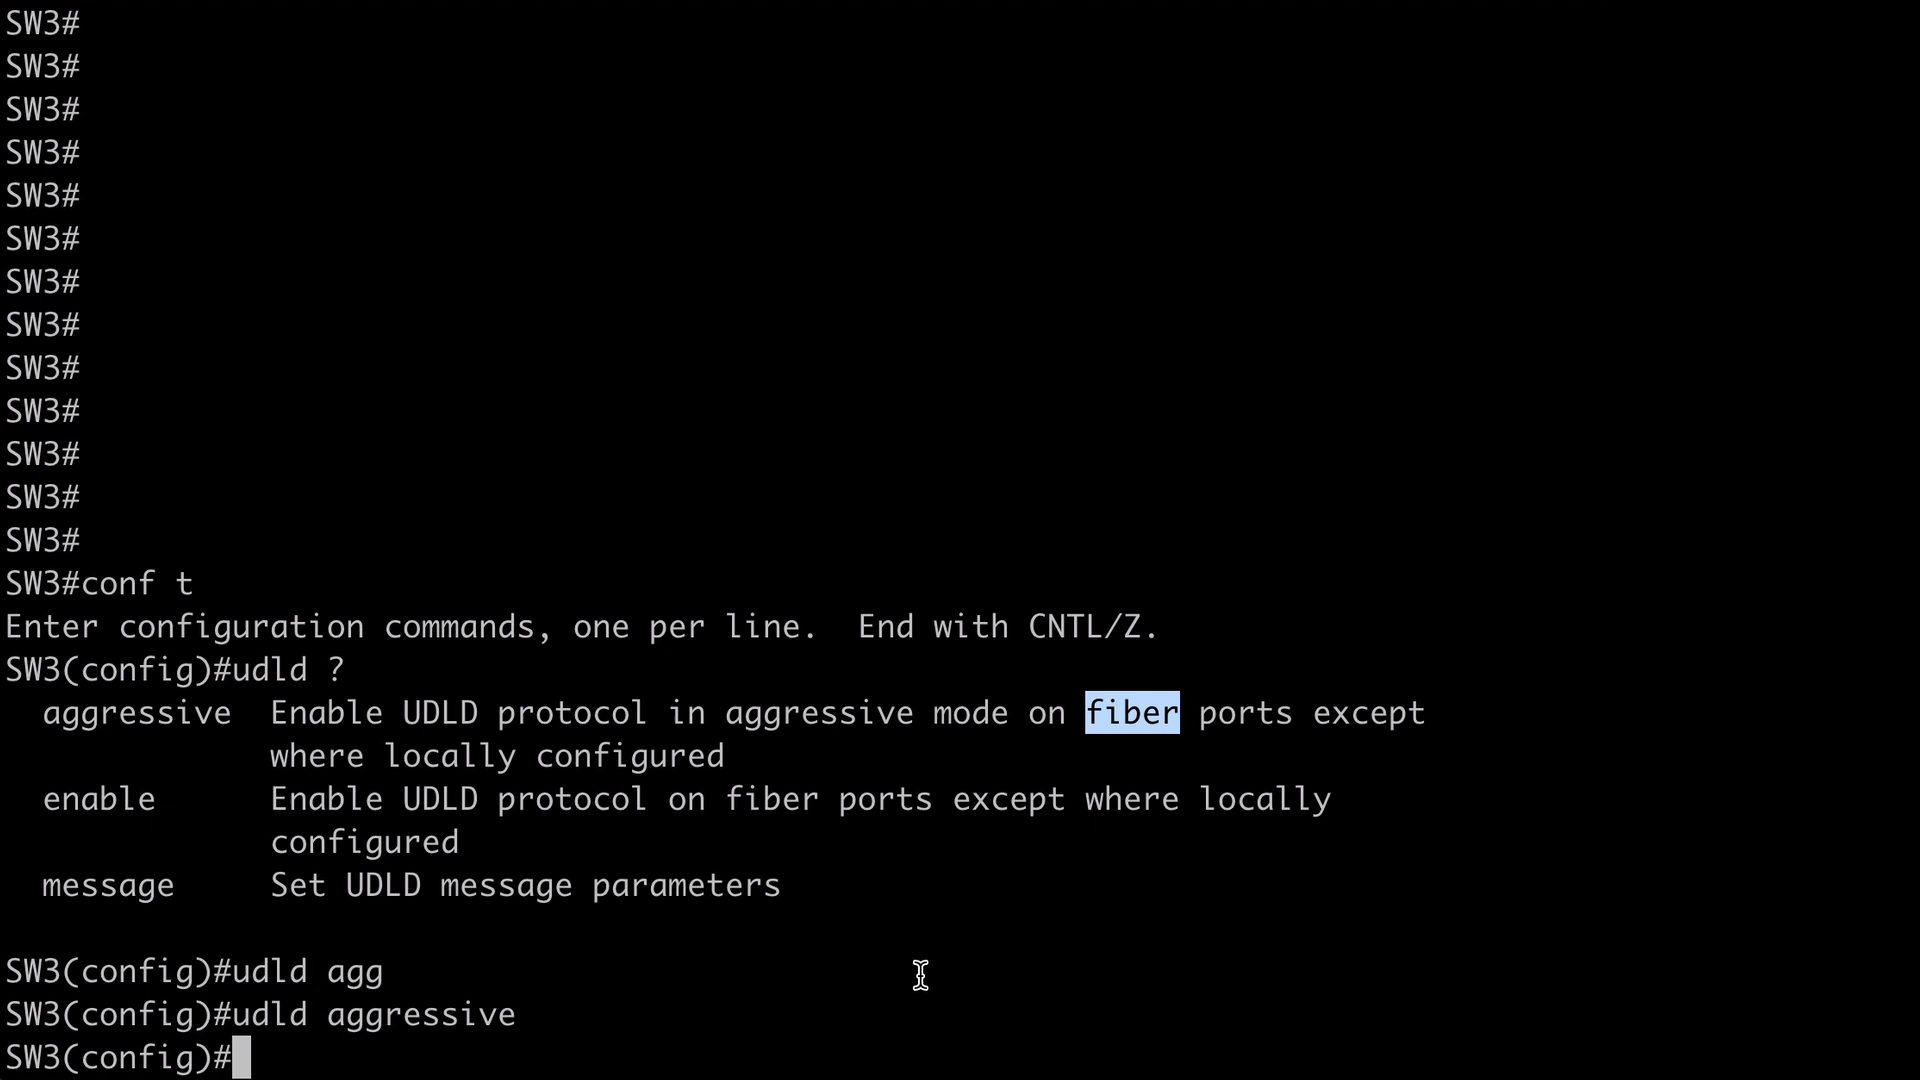 SW3#
SW3#
SW3#
SW3#
SW3#
SW3#
SW3#
SW3#
SW3#
SW3#
SW3#
SW3#
SW3#
SW3#conf t
Enter configuration commands, one per line.  End with CNTL/Z.
SW3(config)#udld ?
  aggressive  Enable UDLD protocol in aggressive mode on fiber ports except
              where locally configured
  enable      Enable UDLD protocol on fiber ports except where locally
              configured
  message     Set UDLD message parameters

SW3(config)#udld agg
SW3(config)#udld aggressive
SW3(config)#